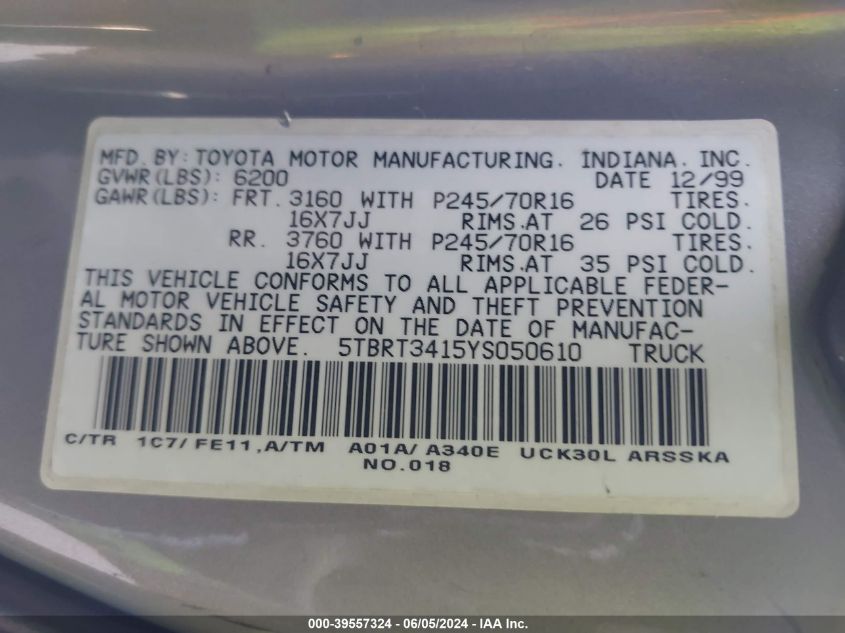 MFD. BY: TOYOTA MOTOR MANUFACTURING. INDIANA. INC.
GVWR(LBS): 6200 DATE 12/99
GAWR(LBS): FRT. 3160 WITH P245/70R16 TIRES.
16X7JJ RIMS.AT 26 PSI COLD.
RR. 3760 WITH P245/70R16 TIRES.
16X7JJ RIMS.AT 35 PSI COLD.
THIS VEHICLE CONFORMS TO ALL APPLICABLE FEDER-
AL MOTOR VEHICLE SAFETY AND THEFT PREVENTION
STANDARDS IN EFFECT ON THE DATE OF MANUFAC-
TURE SHOWN ABOVE. 5TBRT3415YS050610 TRUCK
C/TR 1C7/FE11,A/TM A01A/A340E UCK30L ARSSKA
NO.018
000-39557324 - 06/05/2024 - IAA Inc.